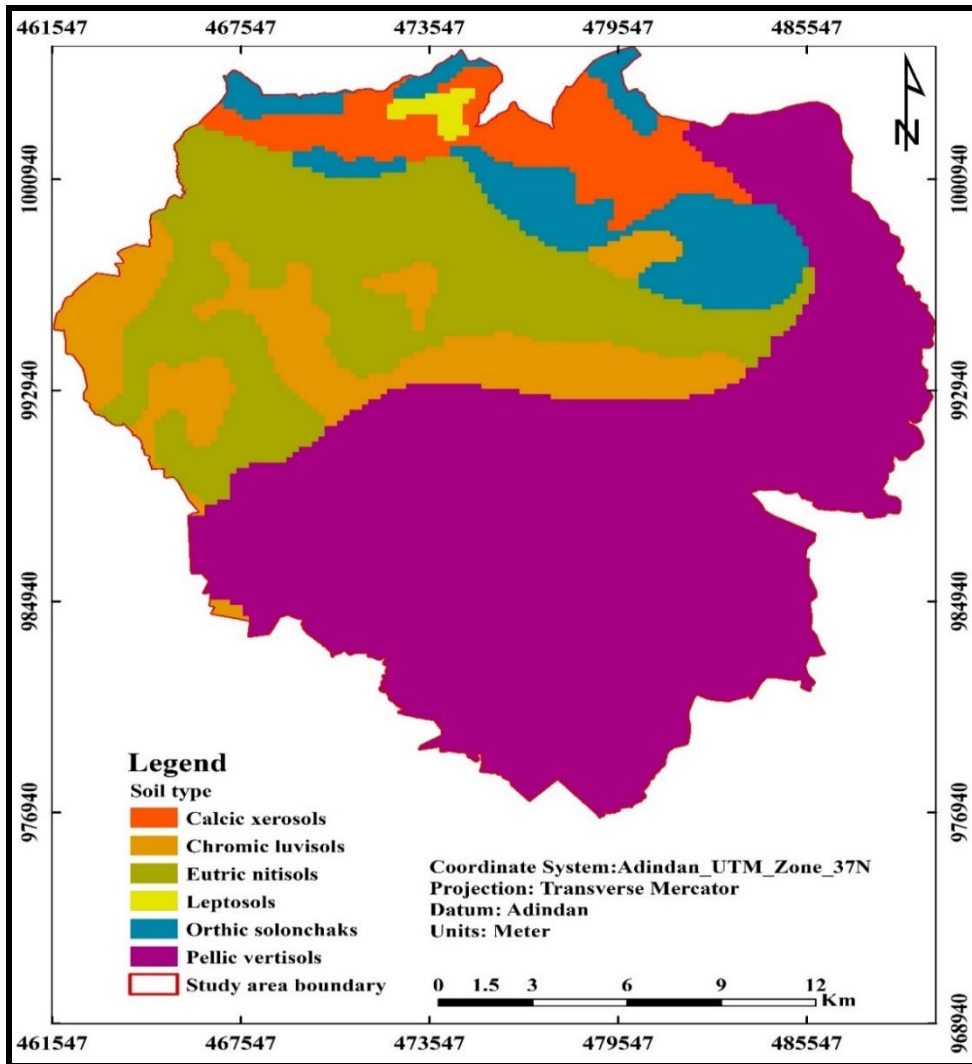 461547 467547 473547 479547 485547
N
1000940 1000940
992940 992940
984940 984940
976940 976940
968940
Legend
Soil type
Calcic xerosols
Chromic luvisols
Eutric nitisols
Leptosols
Orthic solonchaks
Pellic vertisols
Study area boundary
Coordinate System:Adindan_UTM_Zone_37N
Projection: Transverse Mercator
Datum: Adindan
Units: Meter
0 1.5 3 6 9 12
Km
461547 467547 473547 479547 485547